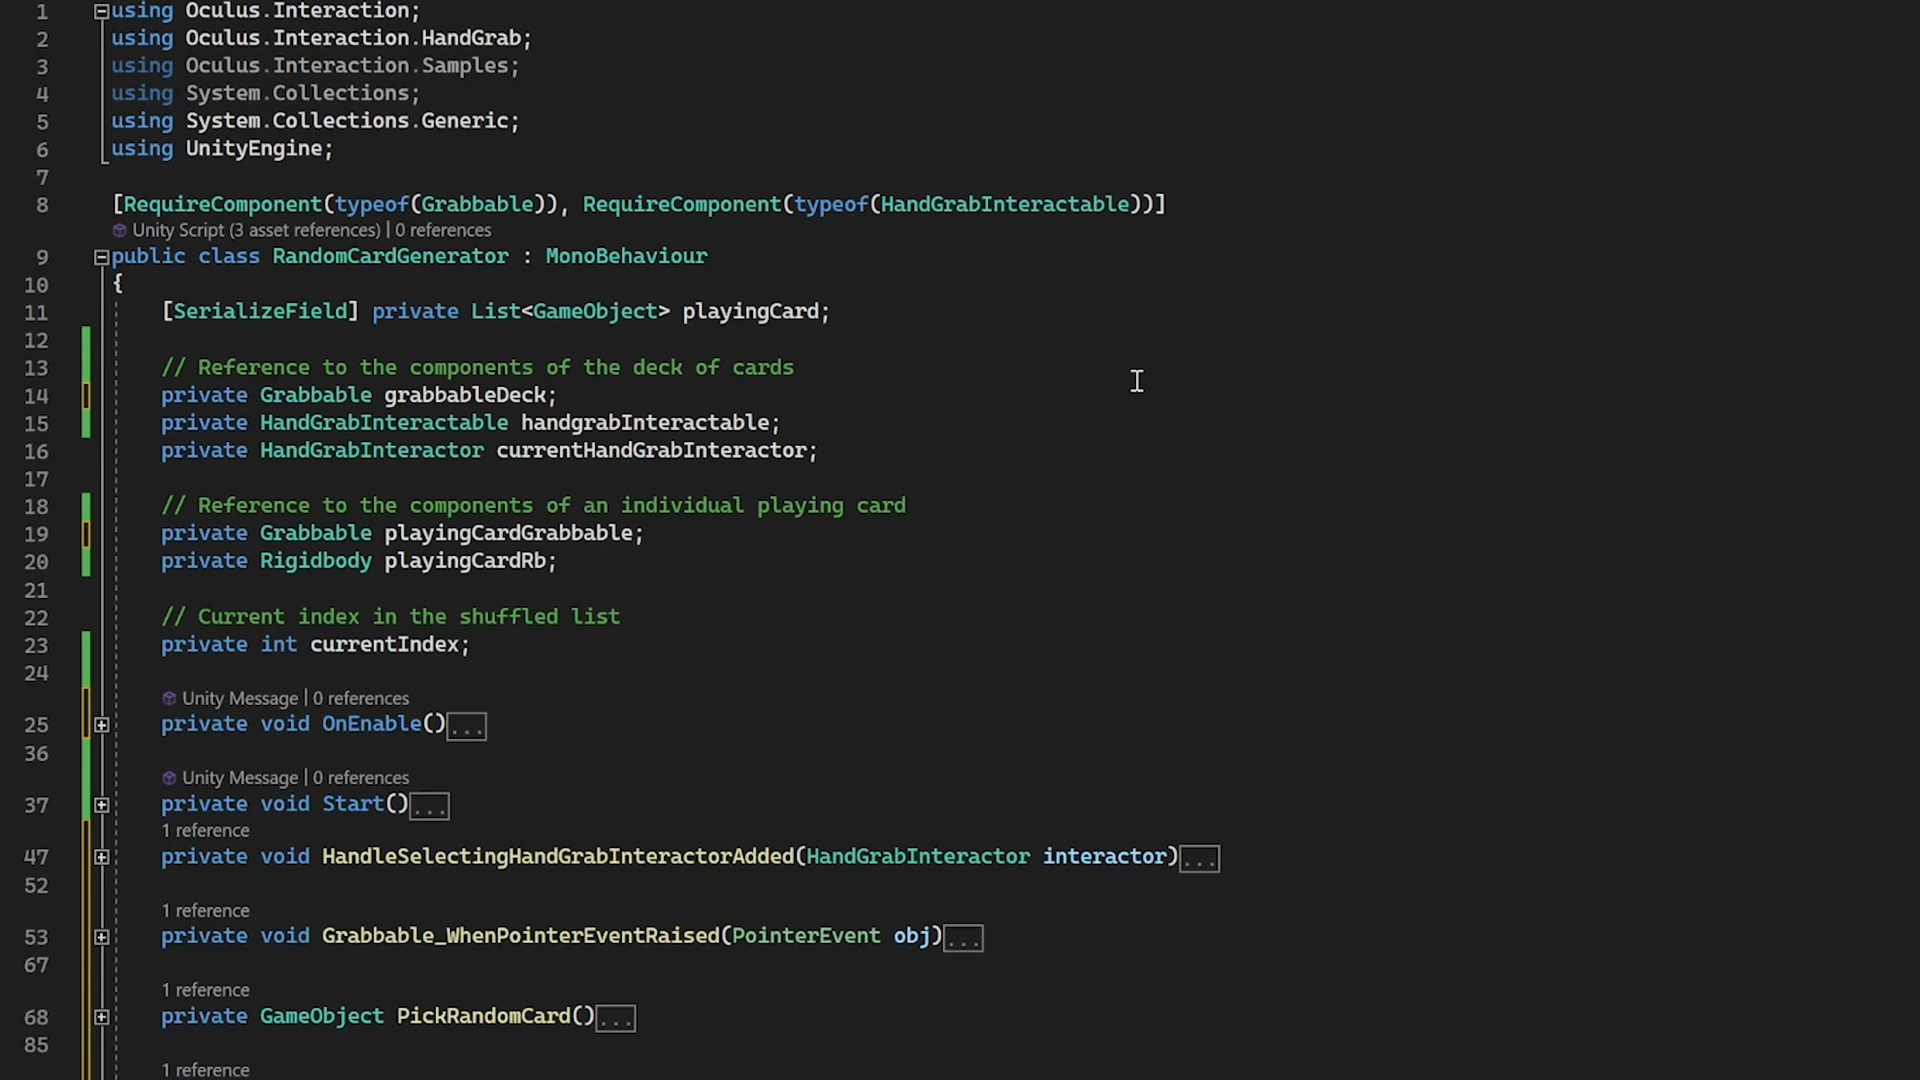 1 using Oculus.Interaction;
2 using Oculus.Interaction.HandGrab;
3 using Oculus.Interaction.Samples;
4 using System.Collections;
5 using System.Collections.Generic;
6 using UnityEngine;
7
8 [RequireComponent(typeof(Grabbable)), RequireComponent(typeof(HandGrabInteractable))]
Unity Script (3 asset references) | 0 references
9 public class RandomCardGenerator : MonoBehaviour
10 {
11 [SerializeField] private List<GameObject> playingCard;
12
13 // Reference to the components of the deck of cards
14 private Grabbable grabbableDeck;
15 private HandGrabInteractable handgrabInteractable;
16 private HandGrabInteractor currentHandGrabInteractor;
17
18 // Reference to the components of an individual playing card
19 private Grabbable playingCardGrabbable;
20 private Rigidbody playingCardRb;
21
22 // Current index in the shuffled list
23 private int currentIndex;
24
Unity Message | 0 references
25 private void OnEnable()...
36
Unity Message | 0 references
37 private void Start()...
1 reference
47 private void HandleSelectingHandGrabInteractorAdded(HandGrabInteractor interactor)...
52
1 reference
53 private void Grabbable_WhenPointerEventRaised(PointerEvent obj)...
67
1 reference
68 private GameObject PickRandomCard()...
85
1 reference